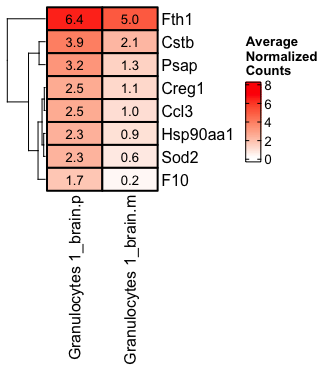 6.4 5.0 Fth1
3.9 2.1 Cstb
3.2 1.3 Psap
2.5 1.1 Creg1
2.5 1.0 Ccl3
2.3 0.9 Hsp90aa1
2.3 0.6 Sod2
1.7 0.2 F10
Granulocytes 1_brain.p
Granulocytes 1_brain.m
Average
Normalized
Counts
8
6
4
2
0